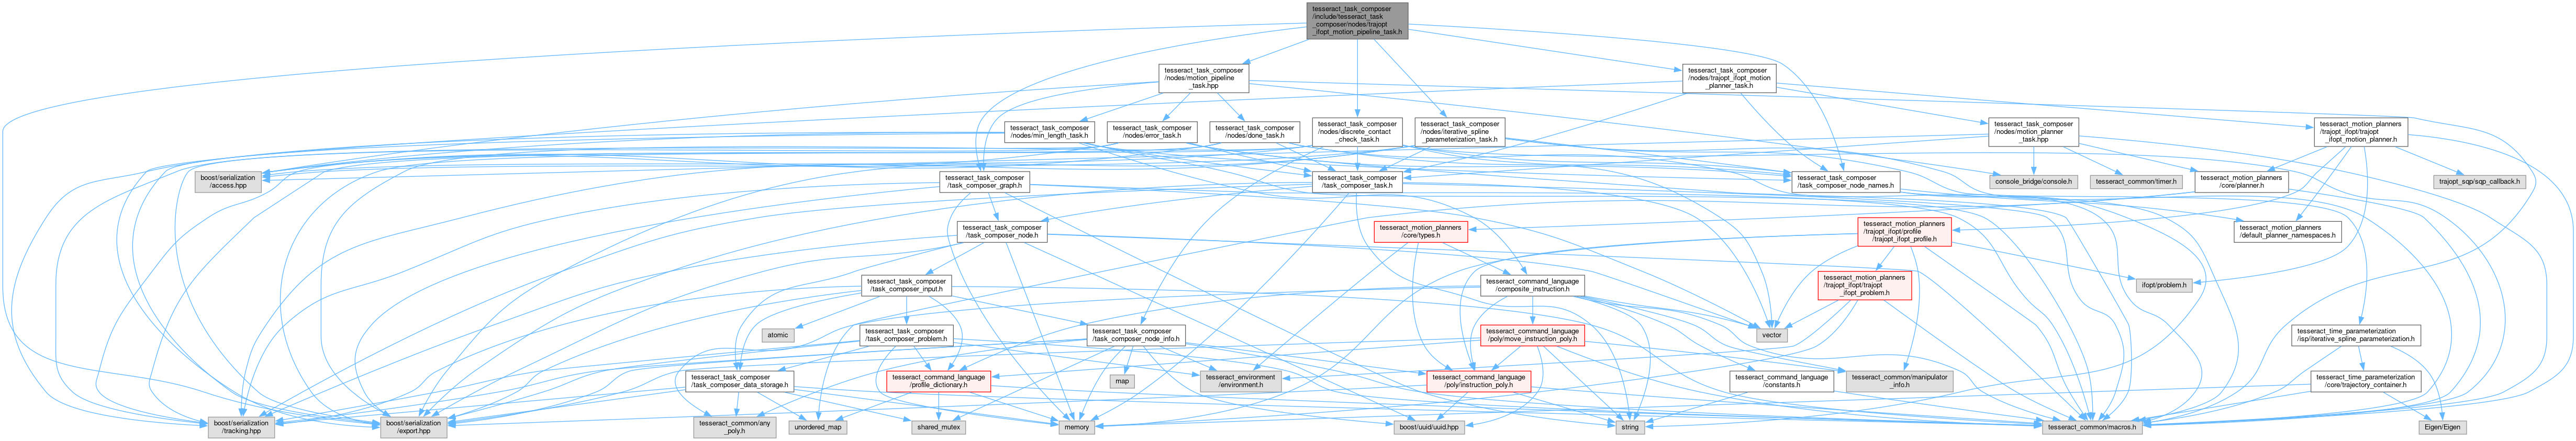 tesseract_task_composer
/include/tesseract_task
_composer/nodes/trajopt
_ifopt_motion_pipeline_task.h
tesseract_task_composer
/nodes/motion_pipeline
_task.hpp
tesseract_task_composer
/nodes/trajopt_ifopt_motion
_planner_task.h
tesseract_task_composer
/nodes/min_length_task.h
tesseract_task_composer
/nodes/error_task.h
tesseract_task_composer
/nodes/done_task.h
tesseract_task_composer
/nodes/discrete_contact
_check_task.h
tesseract_task_composer
/nodes/iterative_spline
_parameterization_task.h
tesseract_task_composer
/nodes/motion_planner
_task.hpp
tesseract_motion_planners
/trajopt_ifopt/trajopt
_ifopt_motion_planner.h
boost/serialization
/access.hpp
tesseract_task_composer
/task_composer_graph.h
tesseract_task_composer
/task_composer_task.h
tesseract_task_composer
/task_composer_node_names.h
console_bridge/console.h
tesseract_common/timer.h
tesseract_motion_planners
/core/planner.h
trajopt_sqp/sqp_callback.h
tesseract_task_composer
/task_composer_node.h
tesseract_motion_planners
/core/types.h
tesseract_motion_planners
/trajopt_ifopt/profile
/trajopt_ifopt_profile.h
tesseract_motion_planners
/default_planner_namespaces.h
tesseract_task_composer
/task_composer_input.h
tesseract_command_language
/composite_instruction.h
tesseract_motion_planners
/trajopt_ifopt/trajopt
_ifopt_problem.h
ifopt/problem.h
atomic
tesseract_task_composer
/task_composer_problem.h
tesseract_task_composer
/task_composer_node_info.h
tesseract_command_language
/poly/move_instruction_poly.h
vector
tesseract_time_parameterization
/isp/iterative_spline_parameterization.h
tesseract_task_composer
/task_composer_data_storage.h
tesseract_command_language
/profile_dictionary.h
map
tesseract_environment
/environment.h
tesseract_command_language
/poly/instruction_poly.h
tesseract_command_language
/constants.h
tesseract_common/manipulator
_info.h
tesseract_time_parameterization
/core/trajectory_container.h
boost/serialization
/tracking.hpp
boost/serialization
/export.hpp
tesseract_common/any
_poly.h
unordered_map
shared_mutex
memory
boost/uuid/uuid.hpp
string
tesseract_common/macros.h
Eigen/Eigen